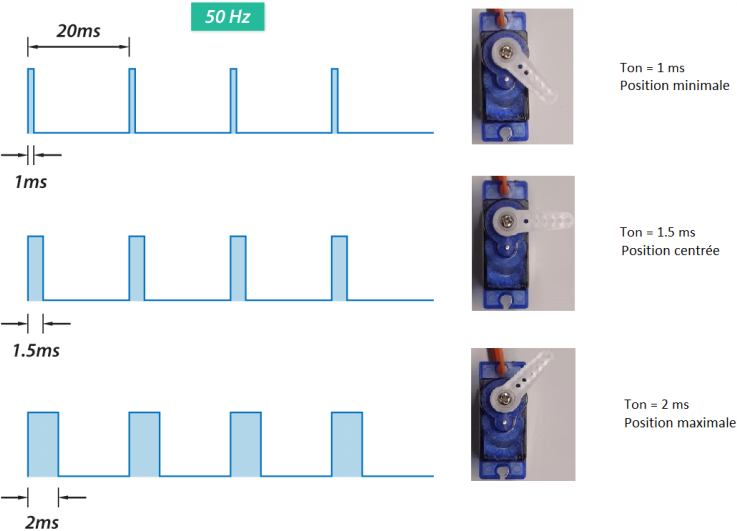 50 Hz
20ms
1ms
Ton = 1 ms
Position minimale
1.5ms
Ton = 1.5 ms
Position centrée
2ms
Ton = 2 ms
Position maximale